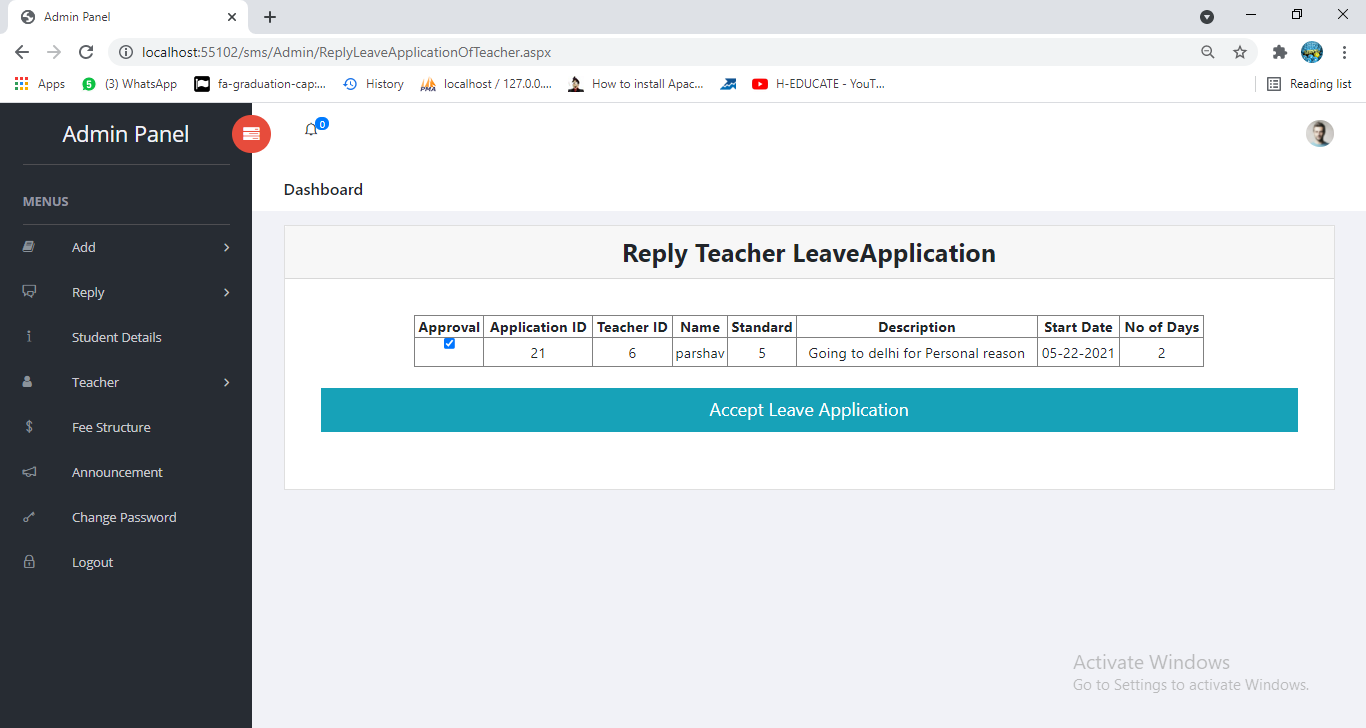 Admin Panel
localhost:55102/sms/Admin/ReplyLeaveApplicationOfTeacher.aspx
Apps (3) WhatsApp fa-graduation-cap:... History localhost / 127.0.0.... How to install Apac... H-EDUCATE - YouT... Reading list
Admin Panel
0
Dashboard
MENUS
Add
Reply
Student Details
Teacher
Fee Structure
Announcement
Change Password
Logout
Reply Teacher LeaveApplication
Approval Application ID Teacher ID Name Standard Description Start Date No of Days
21 6 parshav 5 Going to delhi for Personal reason 05-22-2021 2
Accept Leave Application
Activate Windows
Go to Settings to activate Windows.